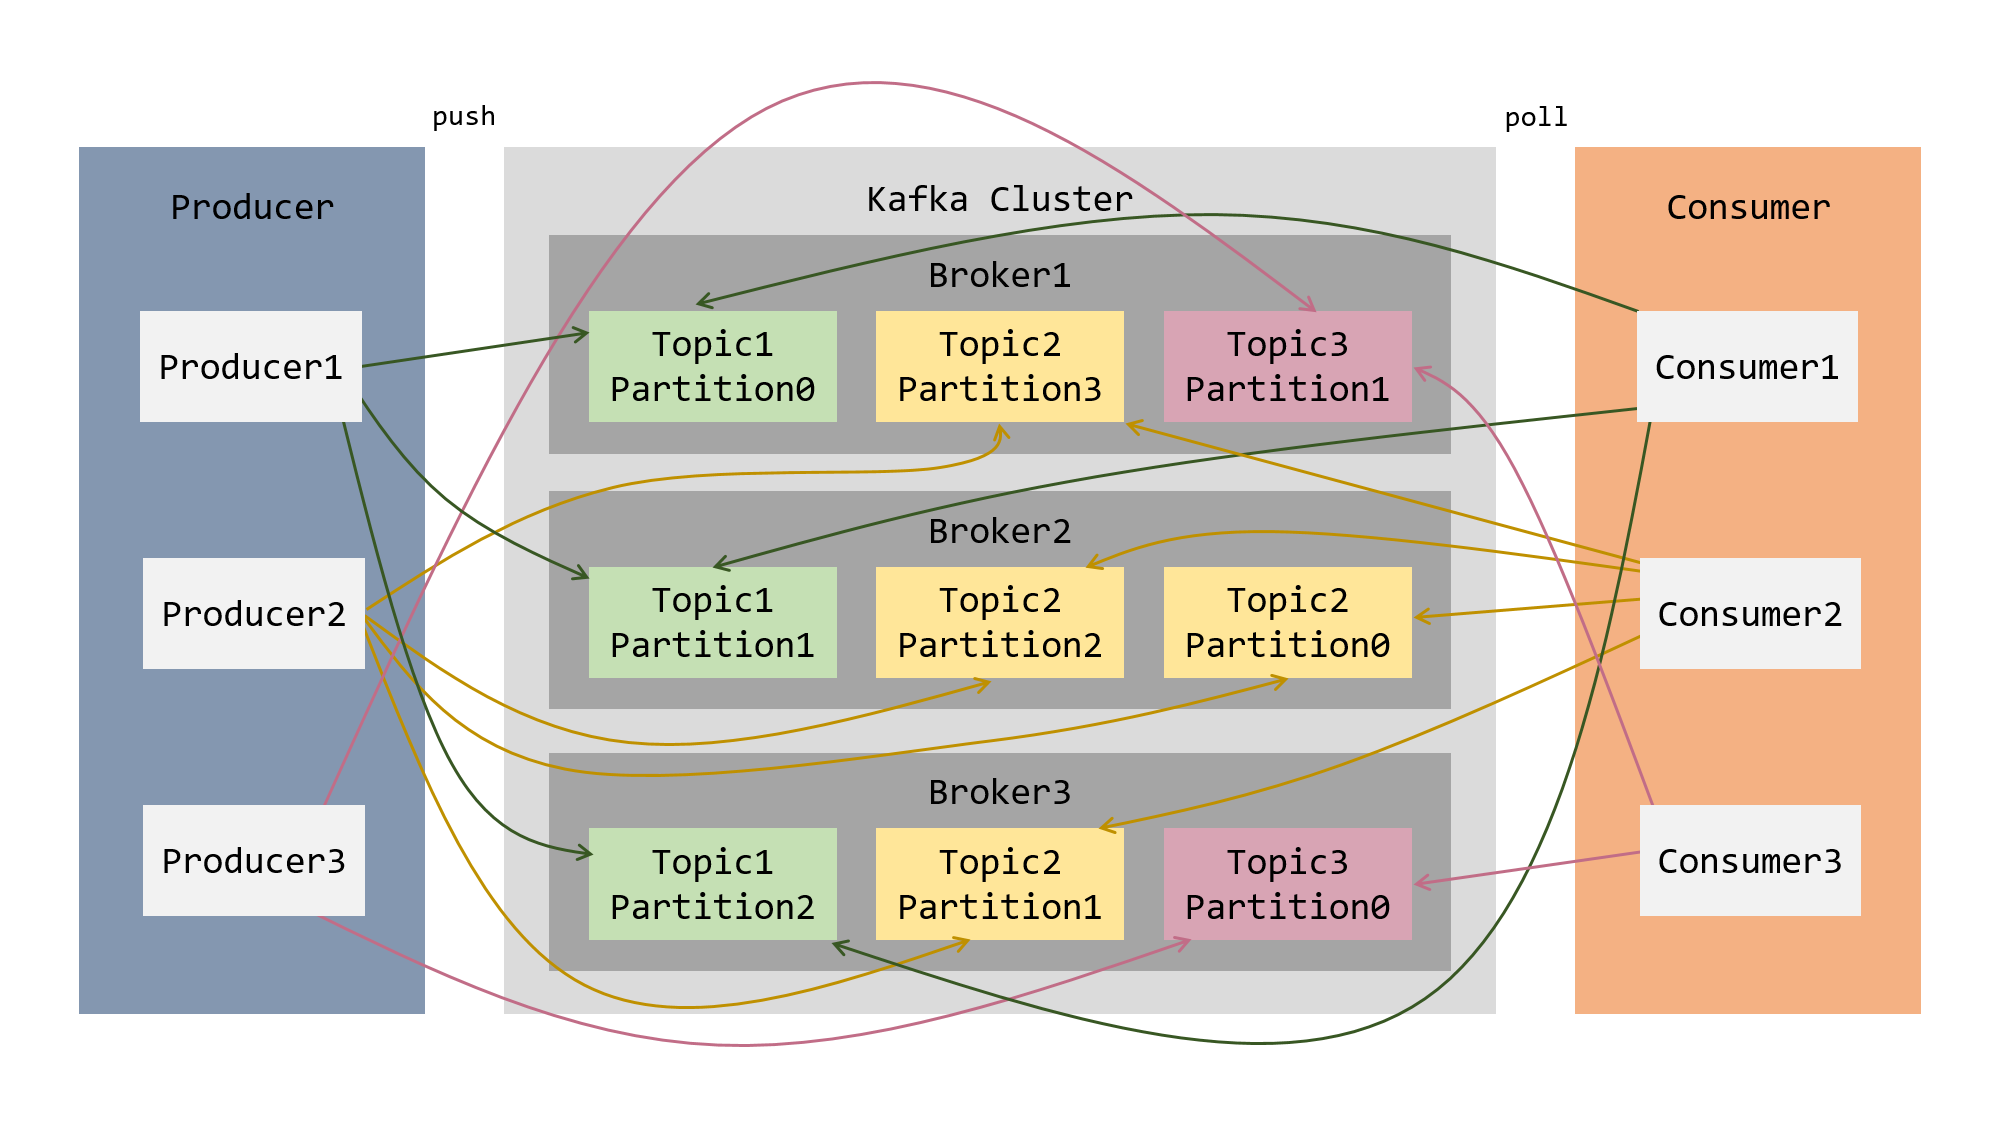 push
poll
Producer
Kafka Cluster
Consumer
Broker1
Producer1
Topic1
Partition0
Topic2
Partition3
Topic3
Partition1
Consumer1
Broker2
Producer2
Topic1
Partition1
Topic2
Partition2
Topic2
Partition0
Consumer2
Broker3
Producer3
Topic1
Partition2
Topic2
Partition1
Topic3
Partition0
Consumer3